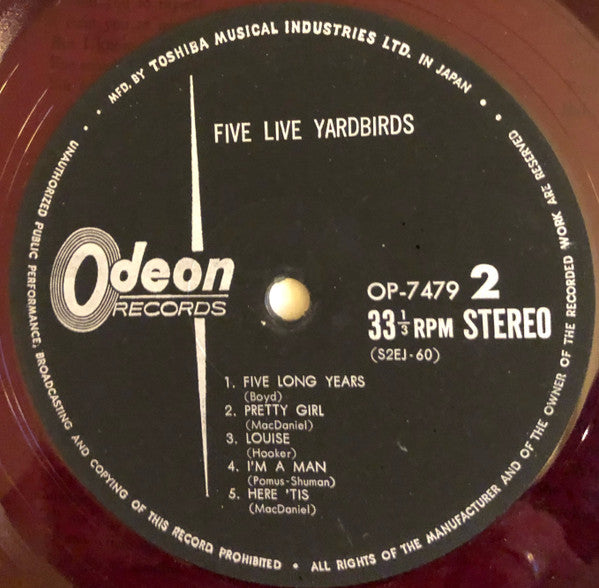 MFD. BY TOSHIBA MUSICAL INDUSTRIES LTD. IN JAPAN
FIVE LIVE YARDBIRDS
Odeon
RECORDS
OP-7479 2
33 1/3 RPM STEREO
(S2EJ-60)
1. FIVE LONG YEARS
(Boyd)
2. PRETTY GIRL
(MacDaniel)
3. LOUISE
(Hooker)
4. I'M A MAN
(Pomus-Shuman)
5. HERE 'TIS
(MacDaniel)
UNAUTHORIZED PUBLIC PERFORMANCE, BROADCASTING AND COPYING OF THIS RECORD PROHIBITED • ALL RIGHTS OF THE MANUFACTURER AND OF THE OWNER OF THE RECORDED WORK ARE RESERVED